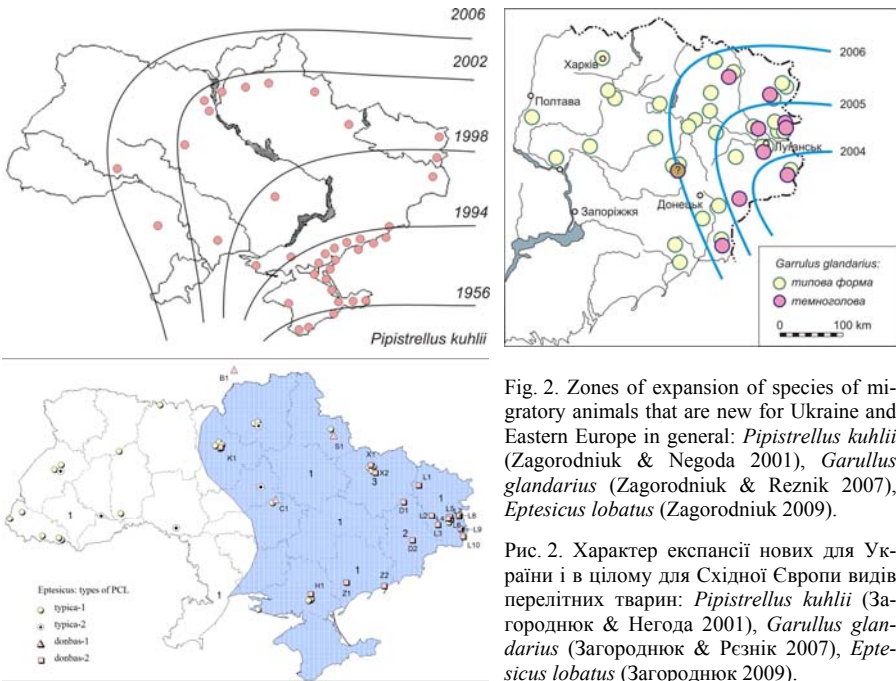 2006
2002
1998
1994
1956
Pipistrellus kuhlii
2006
2005
2004
Харків
Полтава
Луганськ
Донецьк
Запоріжжя
?
Garrulus glandarius:
типова форма
темноголова
0 100 km
B1
K1
S1
1
X1
X2
3
L1
C1
1
D1
L2
L4
L5
L8
L3
L6
L9
L10
2
D2
1
1
1
H1
Z1
Z2
1
Eptesicus: types of PCL
typica-1
typica-2
donbas-1
donbas-2
Fig. 2. Zones of expansion of species of mi-
gratory animals that are new for Ukraine and
Eastern Europe in general: Pipistrellus kuhlii
(Zagorodniuk & Negoda 2001), Garullus
glandarius (Zagorodniuk & Reznik 2007),
Eptesicus lobatus (Zagorodniuk 2009).
Рис. 2. Характер експансії нових для Ук-
раїни і в цілому для Східної Європи видів
перелітних тварин: Pipistrellus kuhlii (За-
городнюк & Негода 2001), Garullus glan-
darius (Загороднюк & Рєзнік 2007), Epte-
sicus lobatus (Загороднюк 2009).